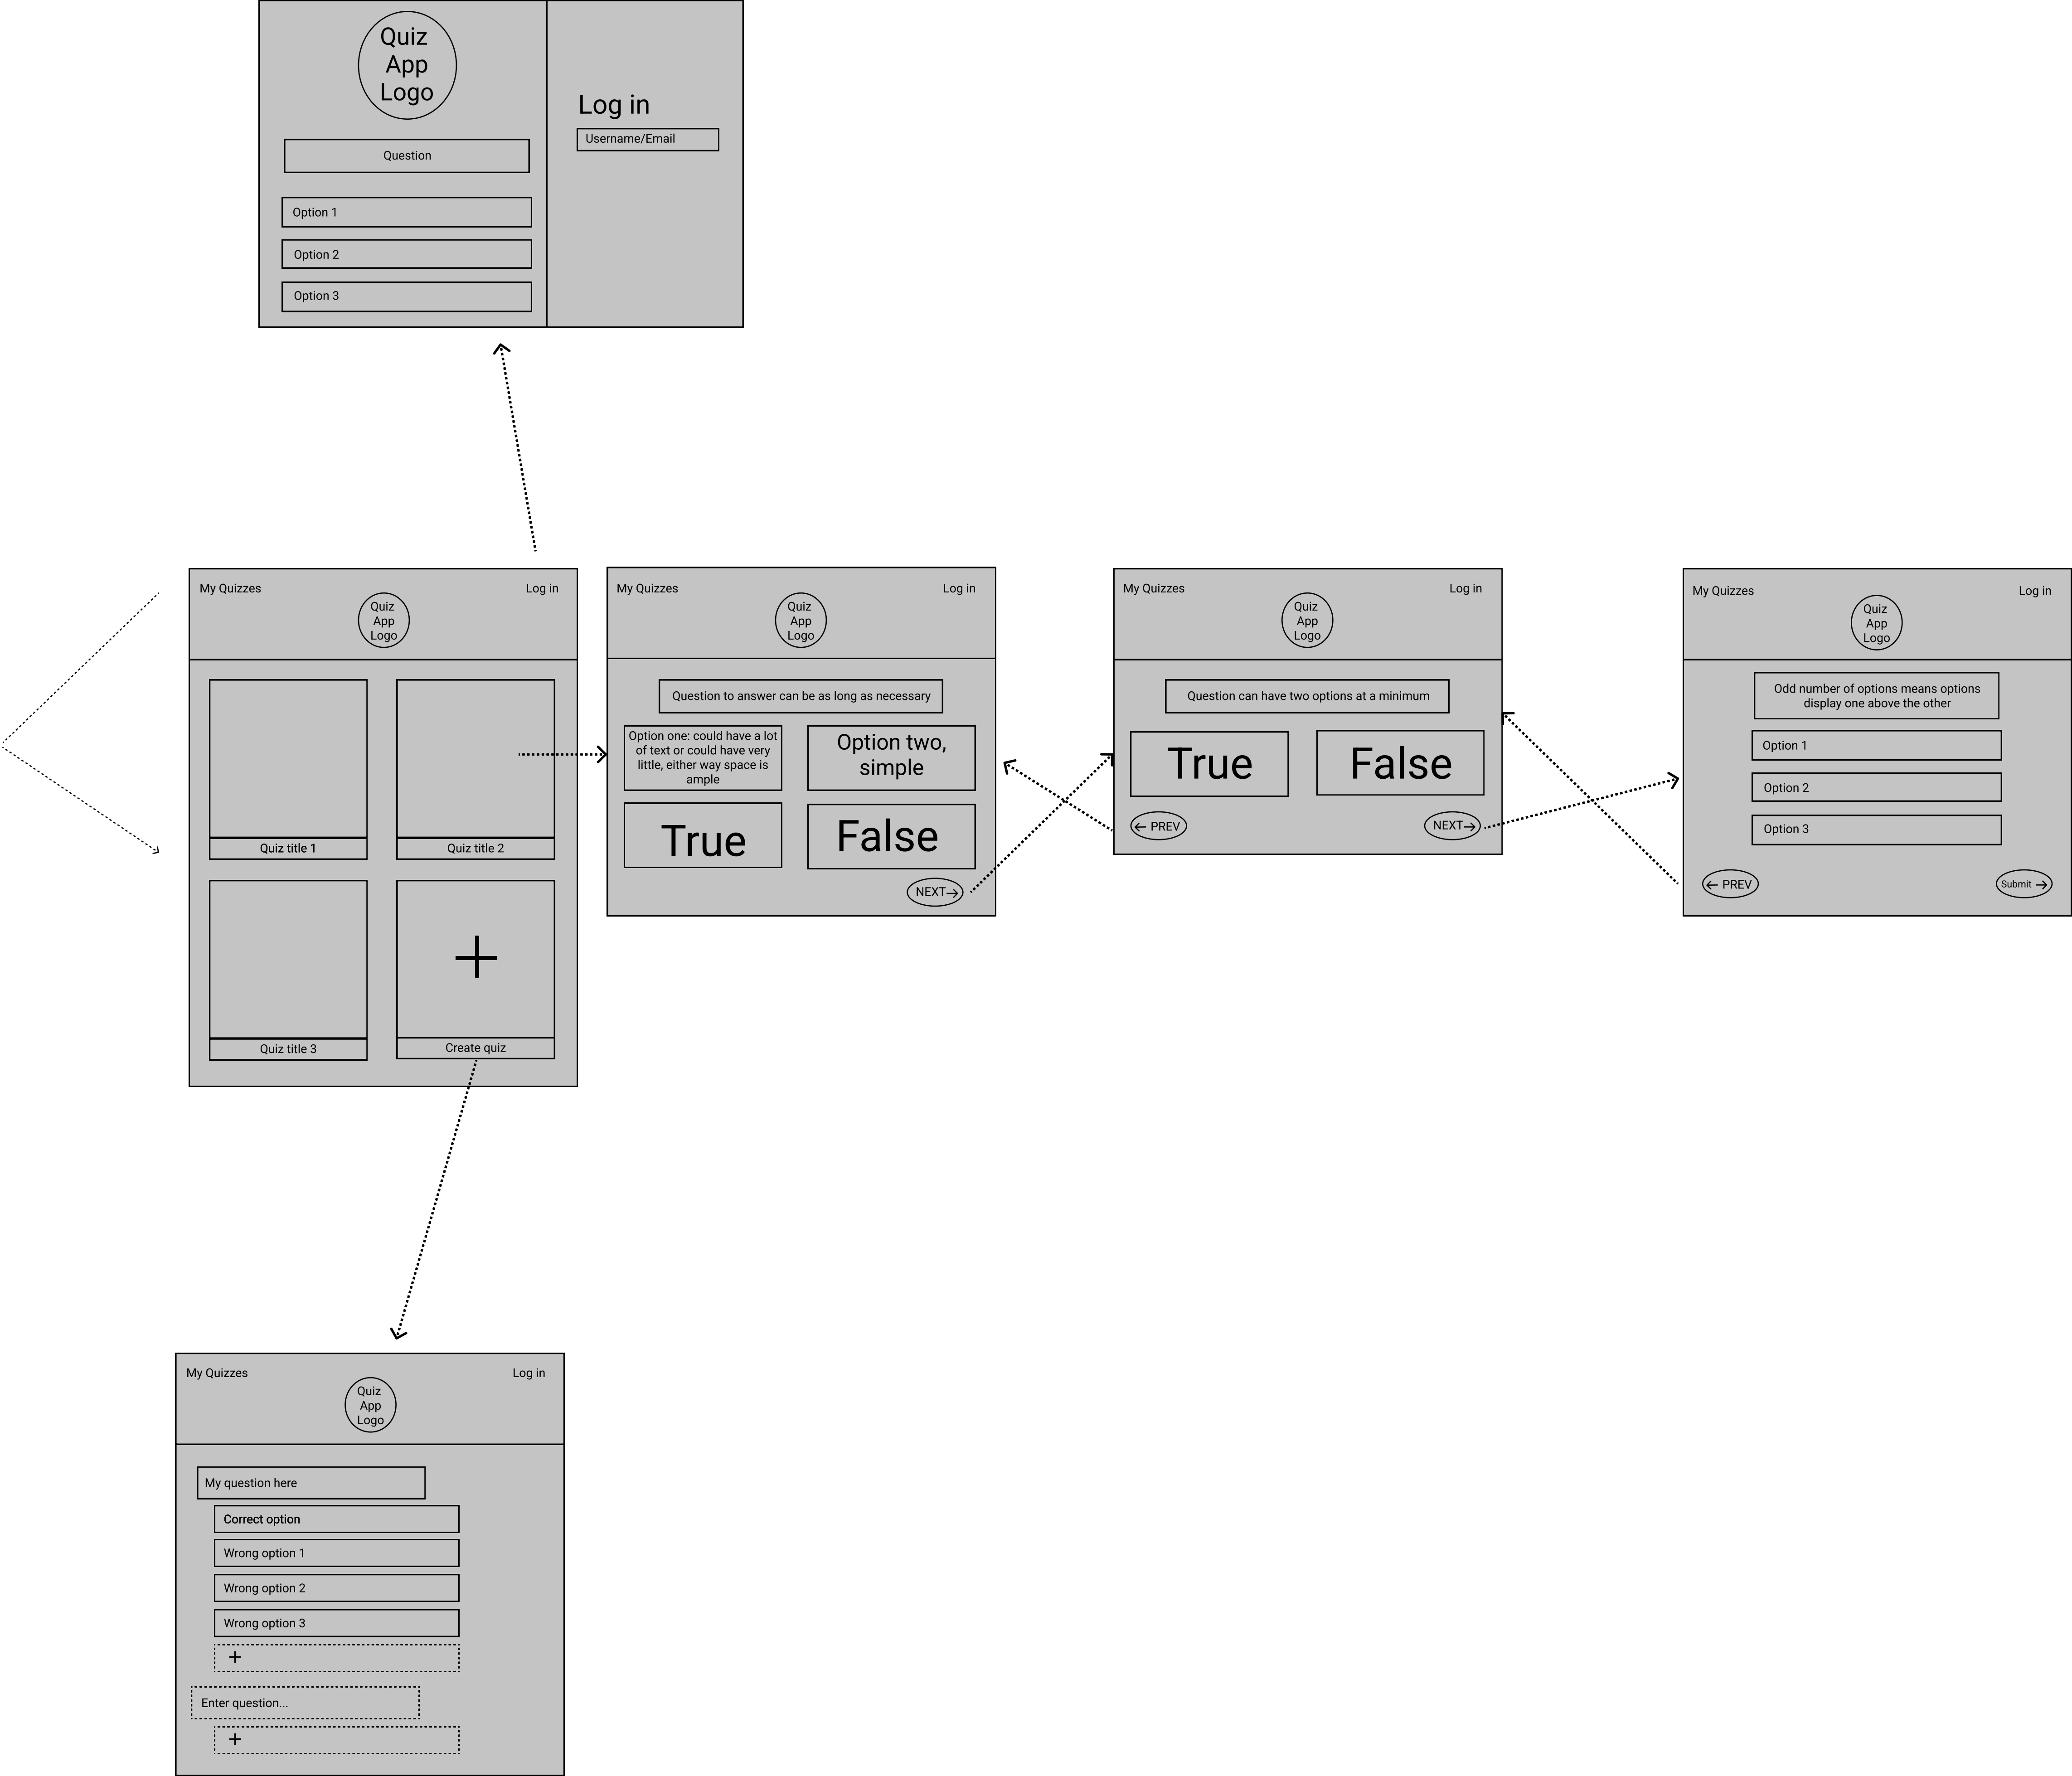 Quiz
App
Logo
Log in
Username/Email
Question
Option 1
Option 2
Option 3
My Quizzes
Log in
Quiz
App
Logo
Quiz title 1
Quiz title 2
Quiz title 3
Create quiz
My Quizzes
Log in
Quiz
App
Logo
Question to answer can be as long as necessary
Option one: could have a lot
of text or could have very
little, either way space is
ample
Option two,
simple
True
False
NEXT
My Quizzes
Log in
Quiz
App
Logo
Question can have two options at a minimum
True
False
PREV
NEXT
My Quizzes
Log in
Quiz
App
Logo
Odd number of options means options
display one above the other
Option 1
Option 2
Option 3
PREV
Submit
My Quizzes
Log in
Quiz
App
Logo
My question here
Correct option
Wrong option 1
Wrong option 2
Wrong option 3
+
Enter question...
+